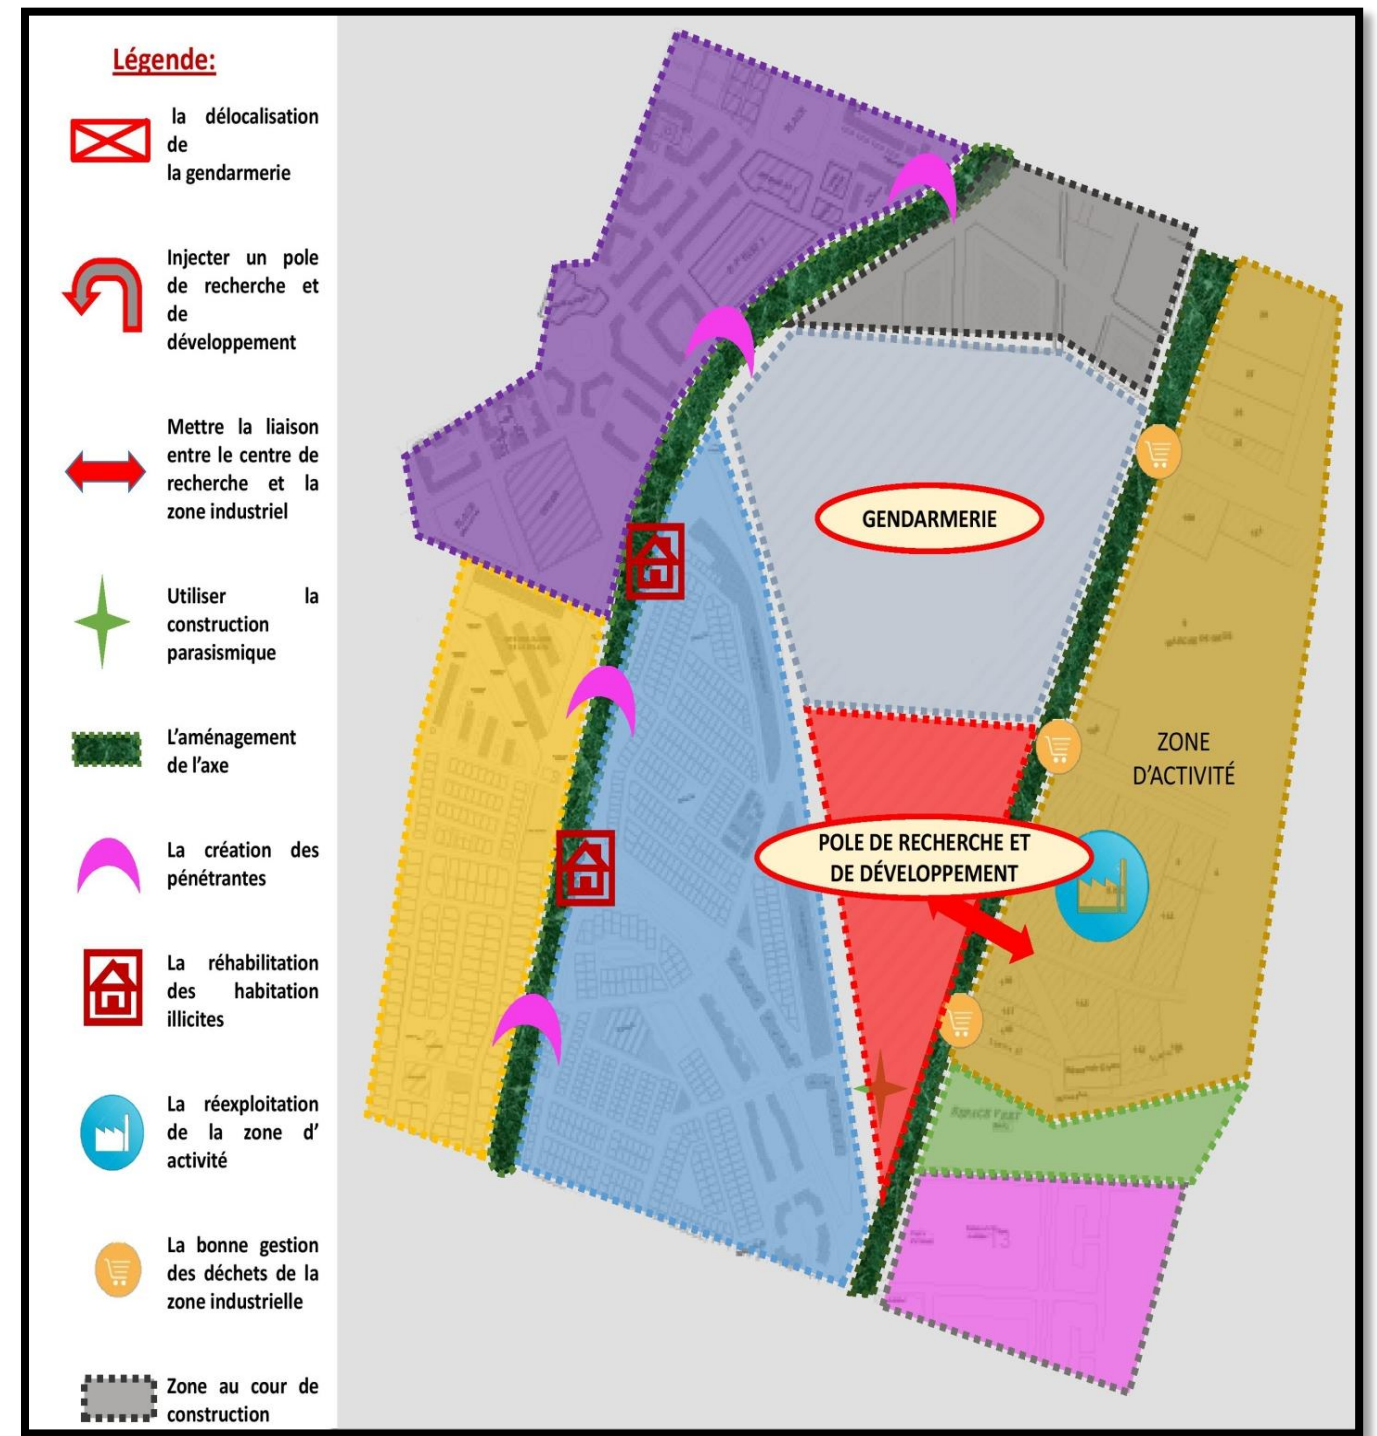 Légende:
la délocalisation
de
la gendarmerie
Injecter un pole
de recherche et
de
développement
Mettre la liaison
entre le centre de
recherche et la
zone industriel
Utiliser la
construction
parasismique
L'aménagement
de l'axe
La création des
pénétrantes
La réhabilitation
des habitation
illicites
La réexploitation
de la zone d'
activité
La bonne gestion
des déchets de la
zone industrielle
Zone au cour de
construction
GENDARMERIE
ZONE
D'ACTIVITÉ
POLE DE RECHERCHE ET
DE DÉVELOPPEMENT
ESPACE VERT
13